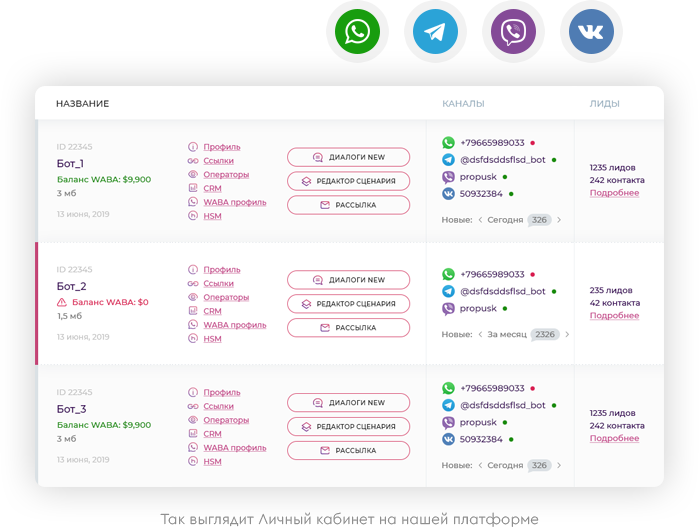 НАЗВАНИЕ КАНАЛЫ ЛИДЫ
ID 22345
Бот_1
Баланс WABA: $9,900
3 мб
13 июня, 2019
Профиль
Ссылки
Операторы
CRM
WABA профиль
HSM
ДИАЛОГИ NEW
РЕДАКТОР СЦЕНАРИЯ
РАССЫЛКА
+79665989033
@dsfdsddsflsd_bot
propusk
50932384
Новые: < Сегодня 326 >
1235 лидов
242 контакта
Подробнее
ID 22345
Бот_2
Баланс WABA: $0
1,5 мб
13 июня, 2019
Профиль
Ссылки
Операторы
CRM
WABA профиль
HSM
ДИАЛОГИ NEW
РЕДАКТОР СЦЕНАРИЯ
РАССЫЛКА
+79665989033
@dsfdsddsflsd_bot
propusk
Новые: < За месяц 2326 >
235 лидов
42 контакта
Подробнее
ID 22345
Бот_3
Баланс WABA: $9,900
3 мб
13 июня, 2019
Профиль
Ссылки
Операторы
CRM
WABA профиль
HSM
ДИАЛОГИ NEW
РЕДАКТОР СЦЕНАРИЯ
РАССЫЛКА
+79665989033
@dsfdsddsflsd_bot
propusk
50932384
Новые: < Сегодня 326 >
1235 лидов
242 контакта
Подробнее
Так выглядит Личный кабинет на нашей платформе